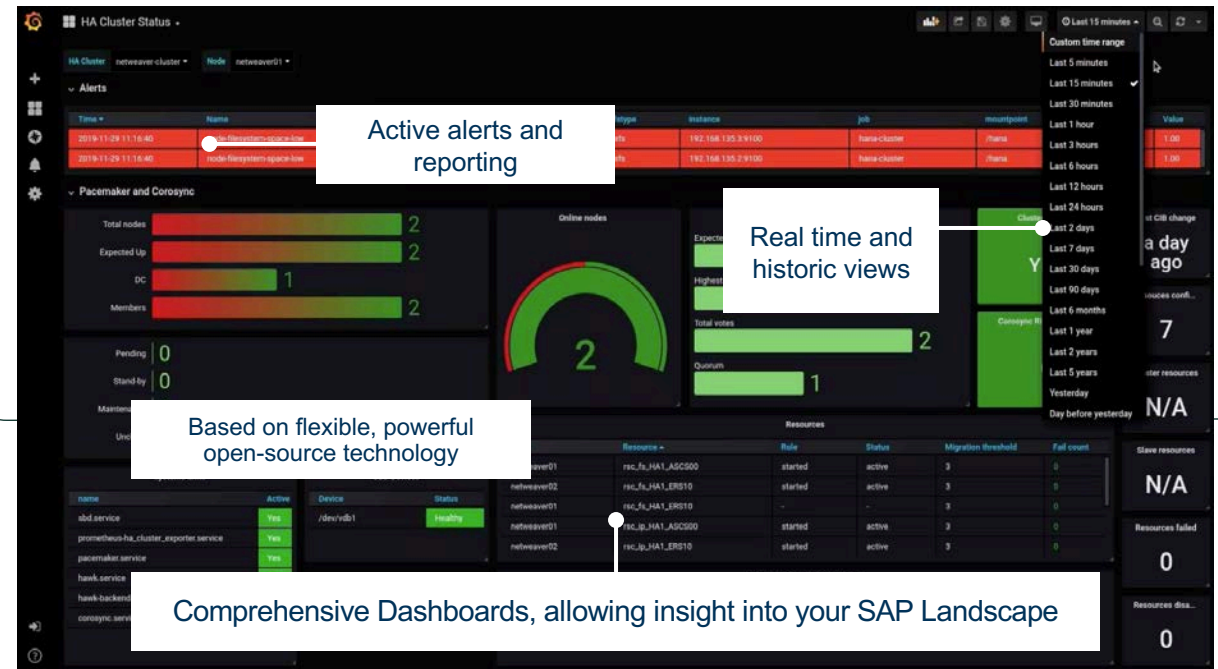 HA Cluster Status
Last 15 minutes
HA Cluster netweaver-cluster Node netweaver01
Custom time range
Last 5 minutes
Last 15 minutes
Last 30 minutes
Last 1 hour
Last 3 hours
Last 6 hours
Last 12 hours
Last 24 hours
Last 2 days
Last 7 days
Last 30 days
Last 90 days
Last 6 months
Last 1 year
Last 2 years
Last 5 years
Yesterday
Day before yesterday
Alerts
Time Name instance job mountpoint Value
2019-11-29 11:16:40 node-filesystem-space-low 192.168.135.3:9100 hana-cluster /hana 1.00
2019-11-29 11:16:40 node-filesystem-space-low 192.168.135.2:9100 hana-cluster /hana 1.00
Active alerts and
reporting
Pacemaker and Corosync
Total nodes 2
Expected Up 2
DC 1
Members 2
Online nodes
2
Real time and
historic views
Total votes
2
Quorum
1
CIB change
a day
ago
7
N/A
Pending 0
Stand-by 0
Based on flexible, powerful
open-source technology
name Active
sbd.service Yes
prometheus-ha_cluster_exporter.service Yes
pacemaker.service Yes
hawk.service
Device Status
/dev/vdb1 Healthy
Resources
Resource Role Status Migration threshold Fail count
rsc_fs_HA1_ASCS00 started active 3 0
netweaver02 rsc_fs_HA1_ERS10 started active 3 0
netweaver01 rsc_fs_HA1_ERS10 - - 3 0
netweaver01 rsc_ip_HA1_ASCS00 started active 3 0
netweaver02 rsc_ip_HA1_ERS10 started active 3 0
Slave resources
N/A
Resources failed
0
Resources disa...
0
Comprehensive Dashboards, allowing insight into your SAP Landscape